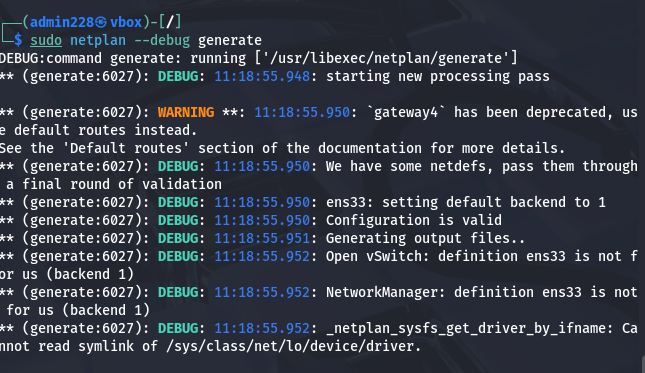 ┌──(admin228㉿vbox)-[/]
└─$ sudo netplan --debug generate
DEBUG:command generate: running ['/usr/libexec/netplan/generate']
** (generate:6027): DEBUG: 11:18:55.948: starting new processing pass

** (generate:6027): WARNING **: 11:18:55.950: `gateway4` has been deprecated, us
e default routes instead.
See the 'Default routes' section of the documentation for more details.
** (generate:6027): DEBUG: 11:18:55.950: We have some netdefs, pass them through
 a final round of validation
** (generate:6027): DEBUG: 11:18:55.950: ens33: setting default backend to 1
** (generate:6027): DEBUG: 11:18:55.950: Configuration is valid
** (generate:6027): DEBUG: 11:18:55.951: Generating output files..
** (generate:6027): DEBUG: 11:18:55.952: Open vSwitch: definition ens33 is not f
or us (backend 1)
** (generate:6027): DEBUG: 11:18:55.952: NetworkManager: definition ens33 is not
 for us (backend 1)
** (generate:6027): DEBUG: 11:18:55.952: _netplan_sysfs_get_driver_by_ifname: Ca
nnot read symlink of /sys/class/net/lo/device/driver.